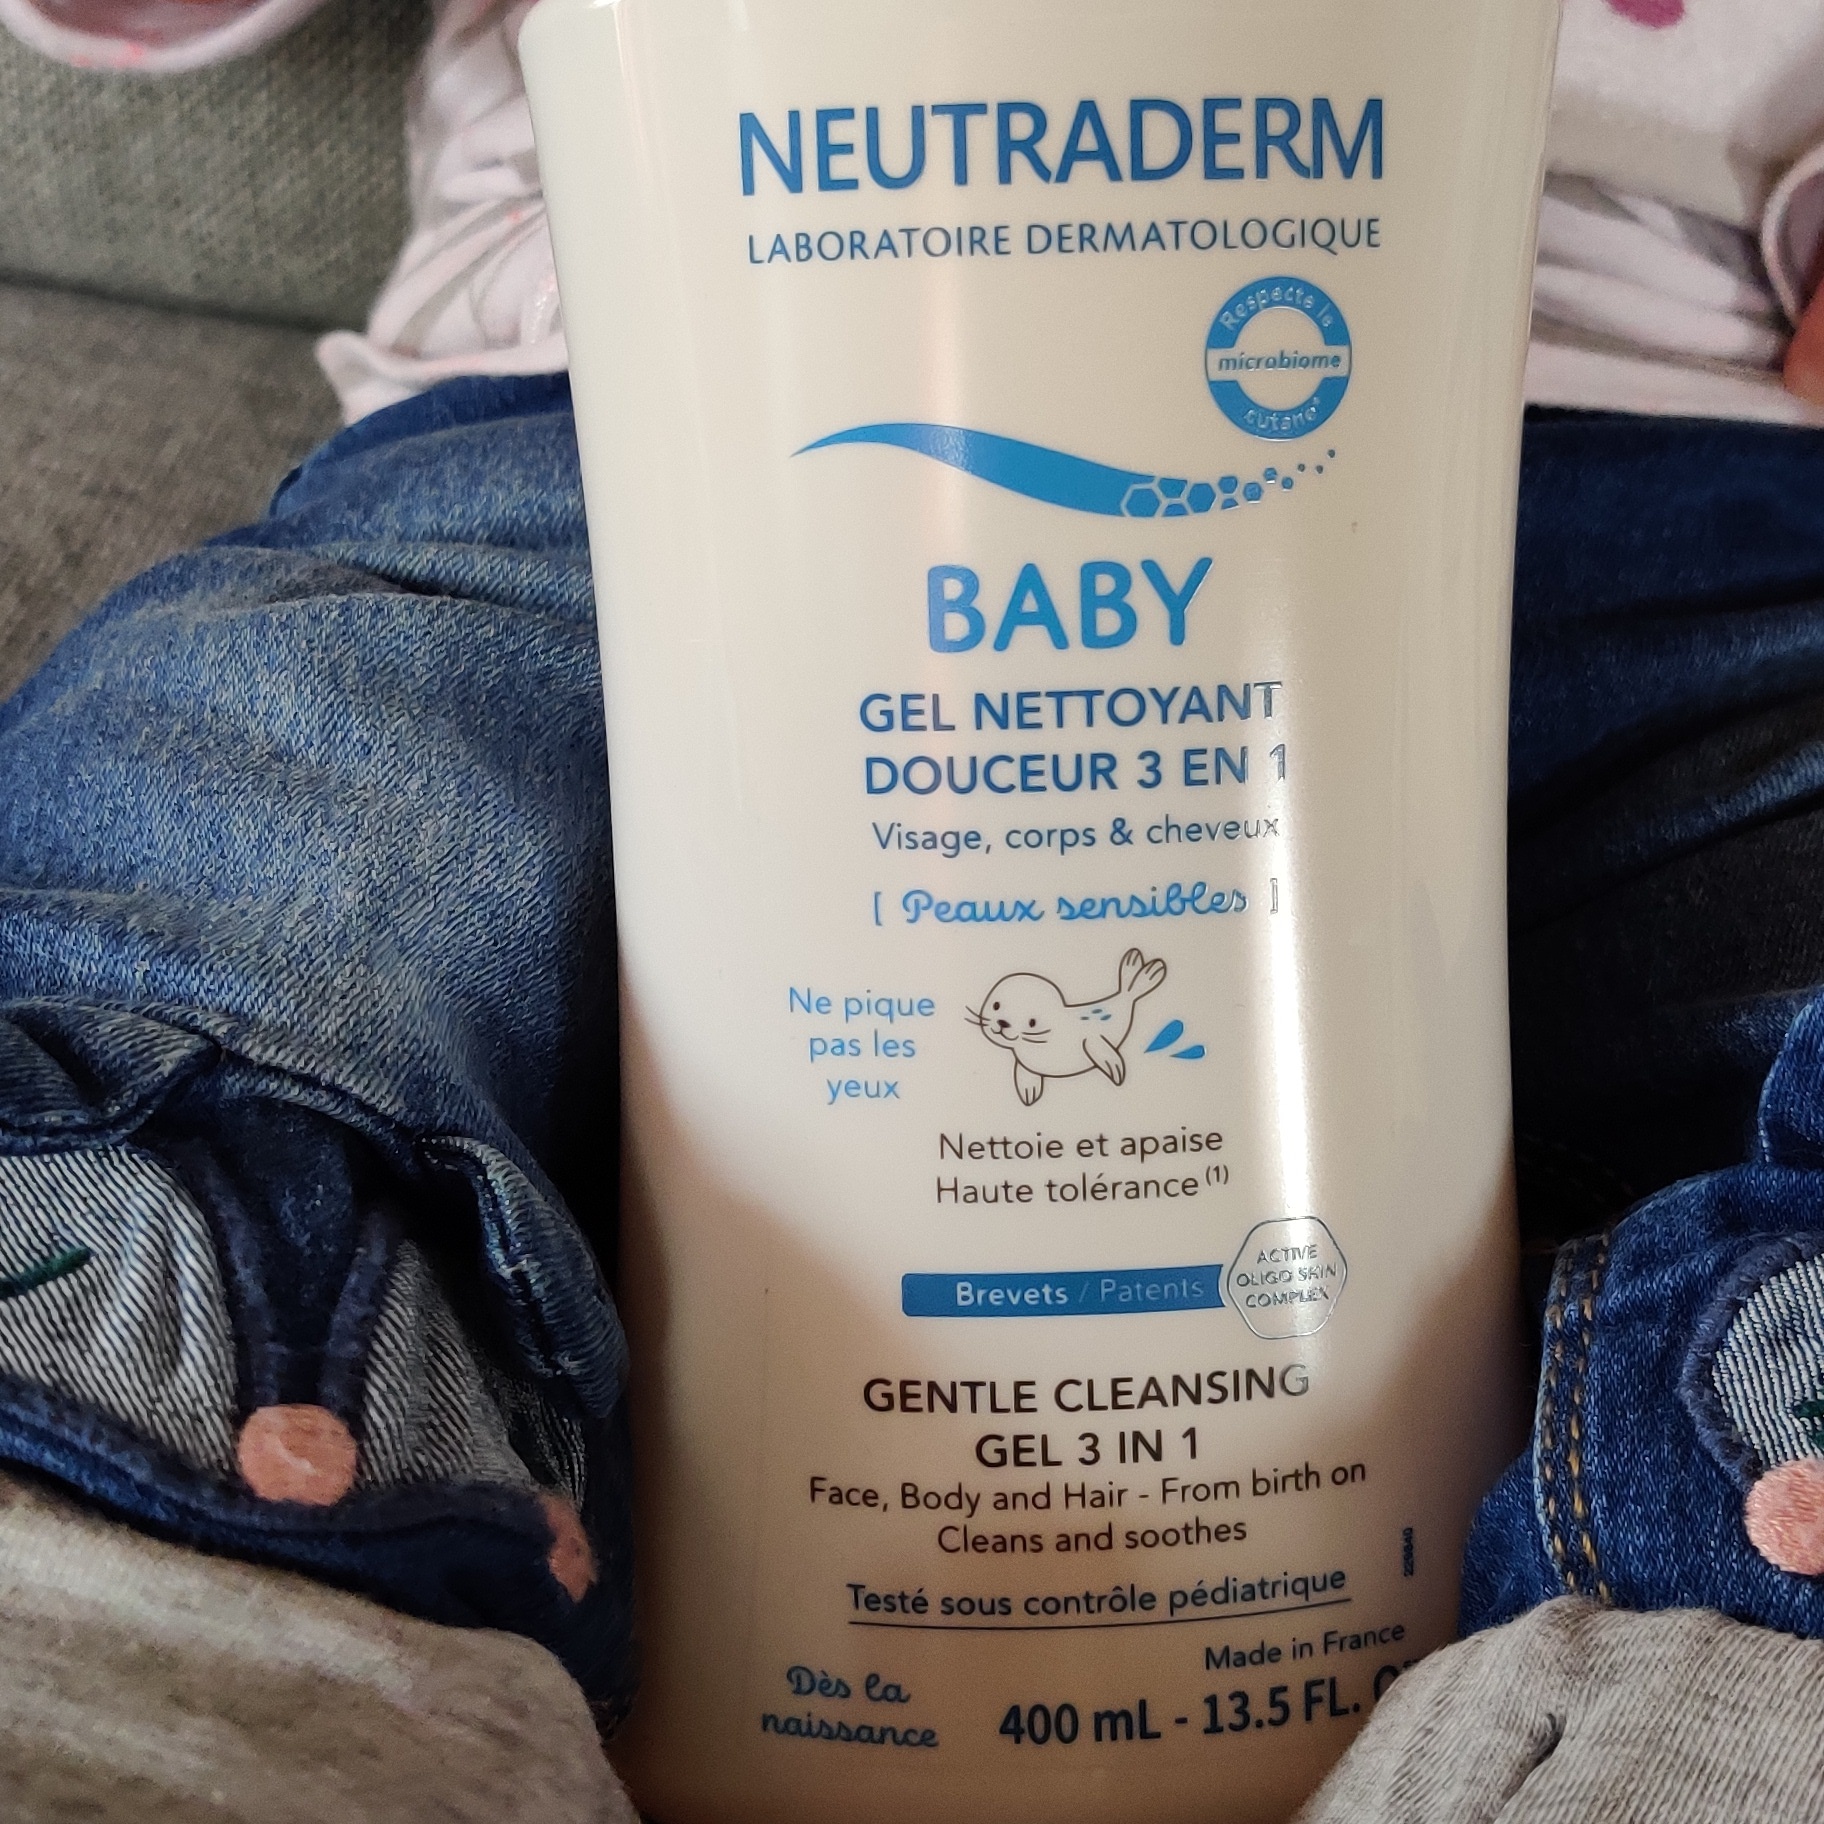 NEUTRADERM
LABORATOIRE DERMATOLOGIQUE
Respecte le
microbiome
cutané*
BABY
GEL NETTOYANT
DOUCEUR 3 EN 1
Visage, corps & cheveux
[ Peaux sensibles ]
Ne pique
pas les
yeux
Nettoie et apaise
Haute tolérance (1)
Brevets / Patents
ACTIVE
OLIGO SKIN
COMPLEX
GENTLE CLEANSING
GEL 3 IN 1
Face, Body and Hair - From birth on
Cleans and soothes
Testé sous contrôle pédiatrique
Made in France
Dès la
naissance
400 mL - 13.5 FL.